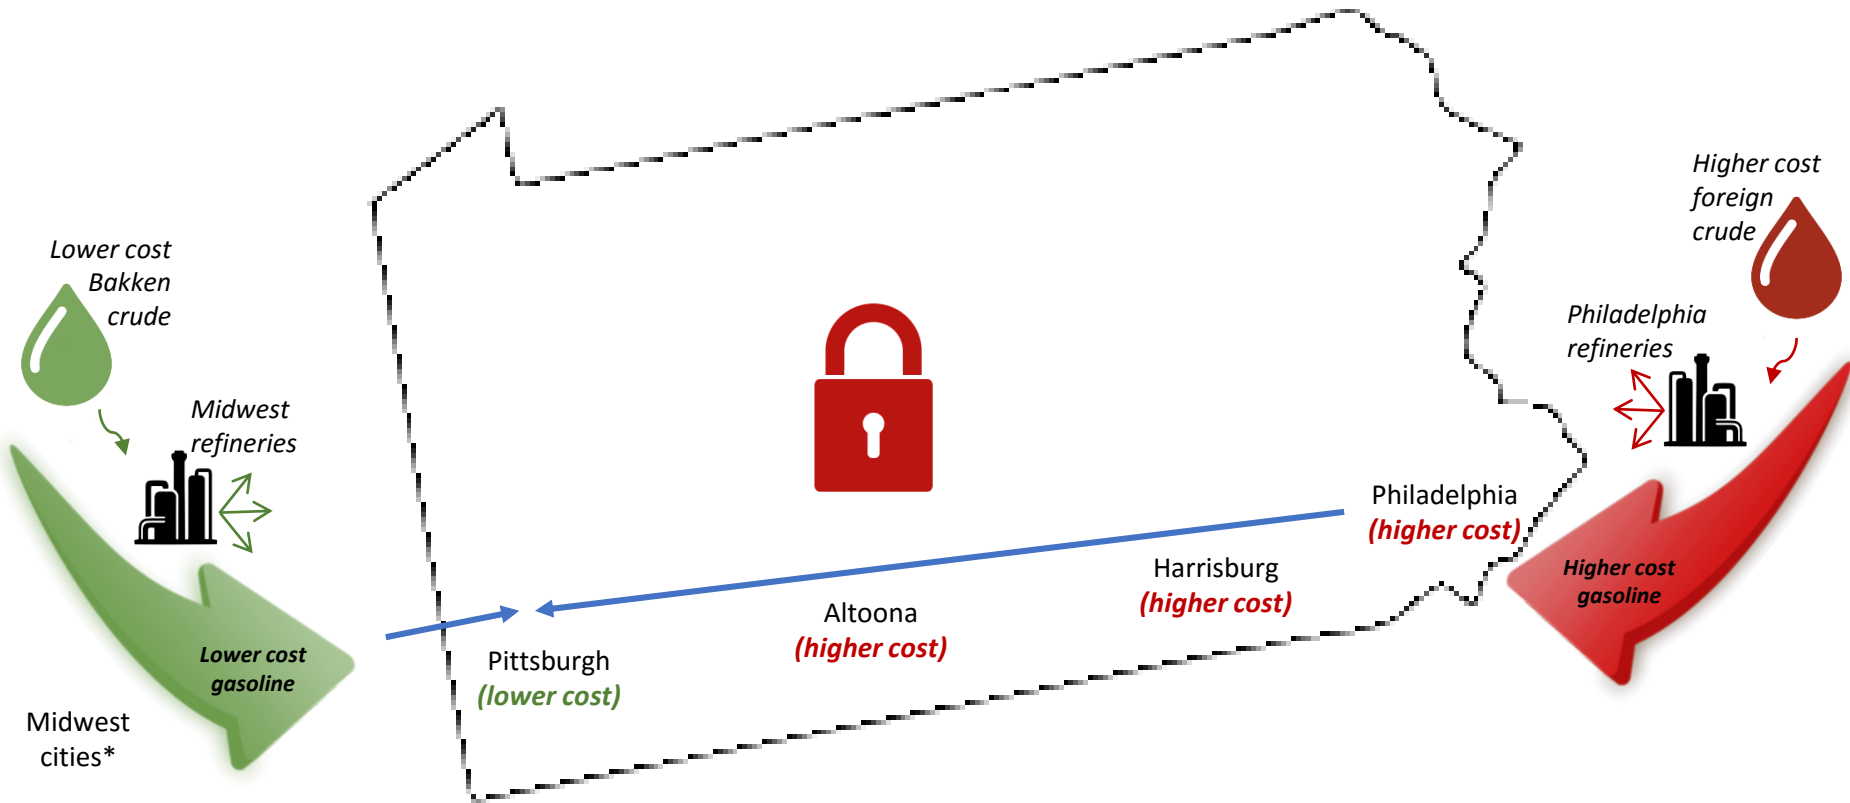 Higher cost
foreign
crude
Lower cost
Bakken
crude
Philadelphia
refineries
Midwest
refineries
Philadelphia
(higher cost)
Harrisburg
(higher cost)
Higher cost
gasoline
Altoona
(higher cost)
Pittsburgh
(lower cost)
Lower cost
gasoline
Midwest
cities*